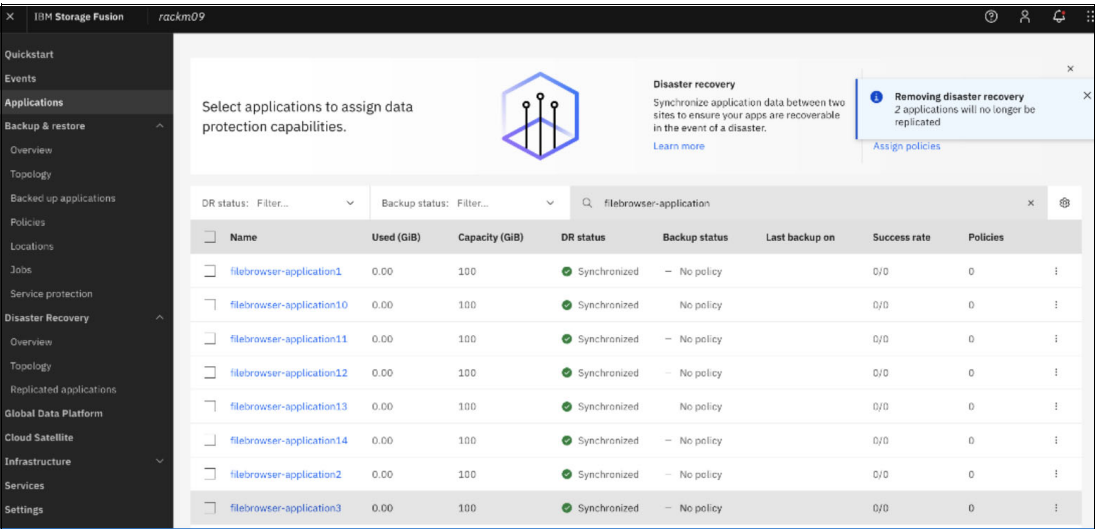 IBM Storage Fusion
rackm09
Quickstart
Events
Applications
Backup & restore
Overview
Topology
Backed up applications
Policies
Locations
Jobs
Service protection
Disaster Recovery
Overview
Topology
Replicated applications
Global Data Platform
Cloud Satellite
Infrastructure
Services
Settings
Select applications to assign data
protection capabilities.
Disaster recovery
Synchronize application data between two
sites to ensure your apps are recoverable
in the event of a disaster.
Learn more
Removing disaster recovery
2 applications will no longer be
replicated
Assign policies
DR status: Filter...
Backup status: Filter...
filebrowser-application
Name Used (GiB) Capacity (GiB) DR status Backup status Last backup on Success rate Policies
filebrowser-application1 0.00 100 Synchronized – No policy 0/0 0
filebrowser-application10 0.00 100 Synchronized No policy 0/0 0
filebrowser-application11 0.00 100 Synchronized – No policy 0/0 0
filebrowser-application12 0.00 100 Synchronized – No policy 0/0 0
filebrowser-application13 0.00 100 Synchronized No policy 0/0 0
filebrowser-application14 0.00 100 Synchronized – No policy 0/0 0
filebrowser-application2 0.00 100 Synchronized – No policy 0/0 0
filebrowser-application3 0.00 100 Synchronized – No policy 0/0 0